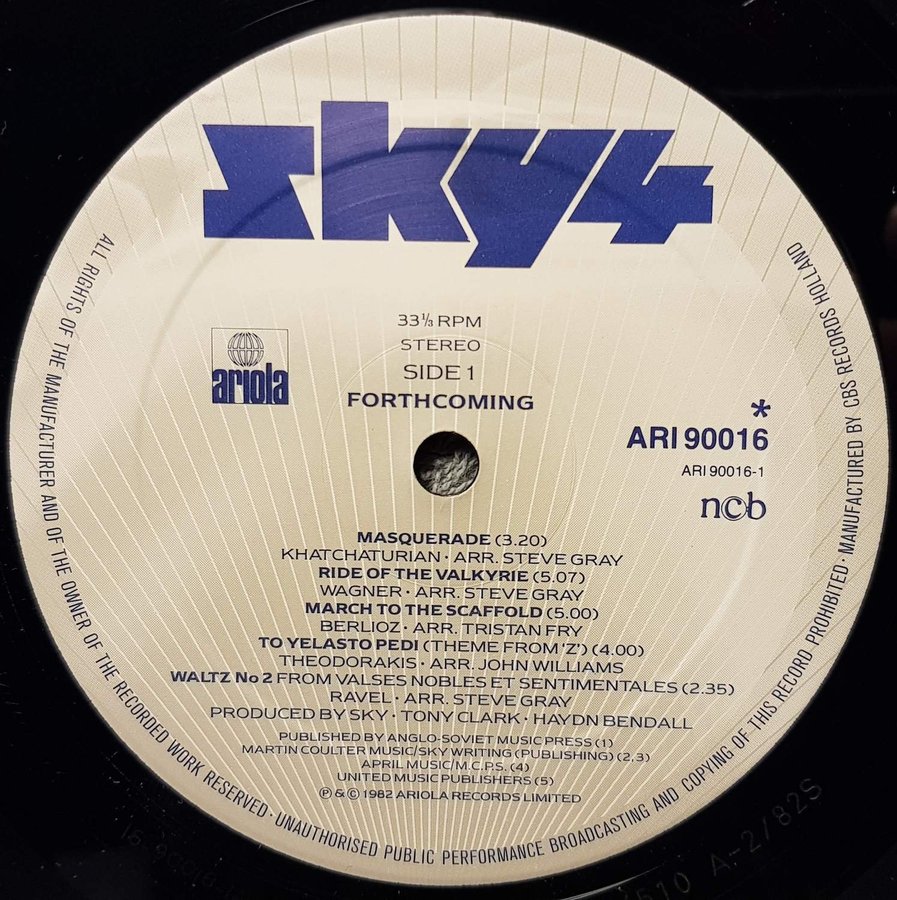 sky4
33⅓ RPM
STEREO
SIDE 1
FORTHCOMING
ariola
*
ARI 90016
ARI 90016-1
ncb
MASQUERADE (3.20)
KHATCHATURIAN · ARR. STEVE GRAY
RIDE OF THE VALKYRIE (5.07)
WAGNER · ARR. STEVE GRAY
MARCH TO THE SCAFFOLD (5.00)
BERLIOZ · ARR. TRISTAN FRY
TO YELASTO PEDI (THEME FROM 'Z') (4.00)
THEODORAKIS · ARR. JOHN WILLIAMS
WALTZ No 2 FROM VALSES NOBLES ET SENTIMENTALES (2.35)
RAVEL · ARR. STEVE GRAY
PRODUCED BY SKY · TONY CLARK · HAYDN BENDALL
PUBLISHED BY ANGLO-SOVIET MUSIC PRESS (1)
MARTIN COULTER MUSIC/SKY WRITING (PUBLISHING) (2,3)
APRIL MUSIC/M.C.P.S. (4)
UNITED MUSIC PUBLISHERS (5)
℗ & © 1982 ARIOLA RECORDS LIMITED
ALL RIGHTS OF THE MANUFACTURER AND OF THE OWNER OF THE RECORDED WORK RESERVED · UNAUTHORISED PUBLIC PERFORMANCE BROADCASTING AND COPYING OF THIS RECORD PROHIBITED · MANUFACTURED BY CBS RECORDS HOLLAND
A-2/82S